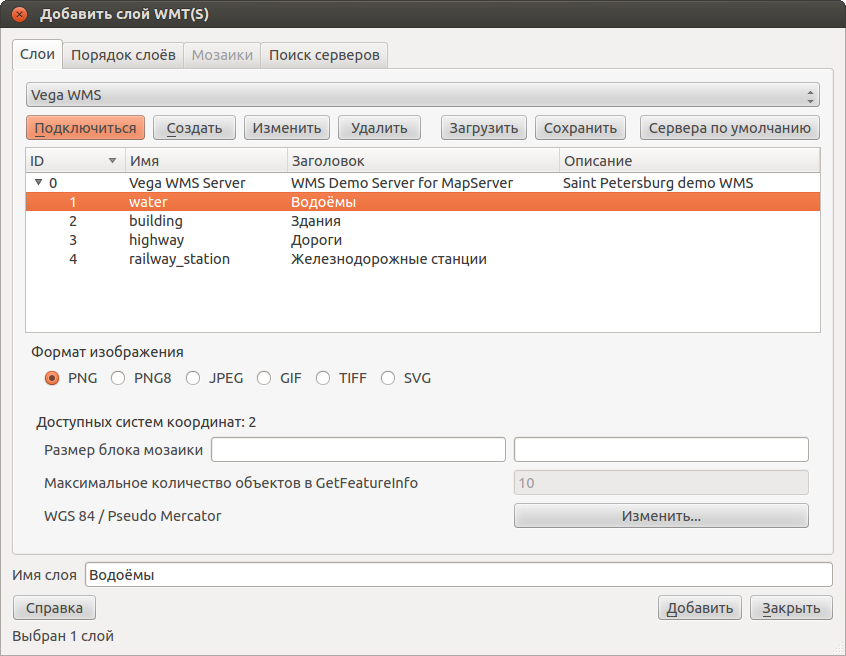 Добавить слой WMT(S)
Слои Порядок слоёв Мозаики Поиск серверов
Vega WMS
Подключиться Создать Изменить Удалить Загрузить Сохранить Сервера по умолчанию
ID Имя Заголовок Описание
0 Vega WMS Server WMS Demo Server for MapServer Saint Petersburg demo WMS
1 water Водоёмы
2 building Здания
3 highway Дороги
4 railway_station Железнодорожные станции
Формат изображения
PNG PNG8 JPEG GIF TIFF SVG
Доступных систем координат: 2
Размер блока мозаики
Максимальное количество объектов в GetFeatureInfo 10
WGS 84 / Pseudo Mercator Изменить...
Имя слоя Водоёмы
Справка Добавить Закрыть
Выбран 1 слой